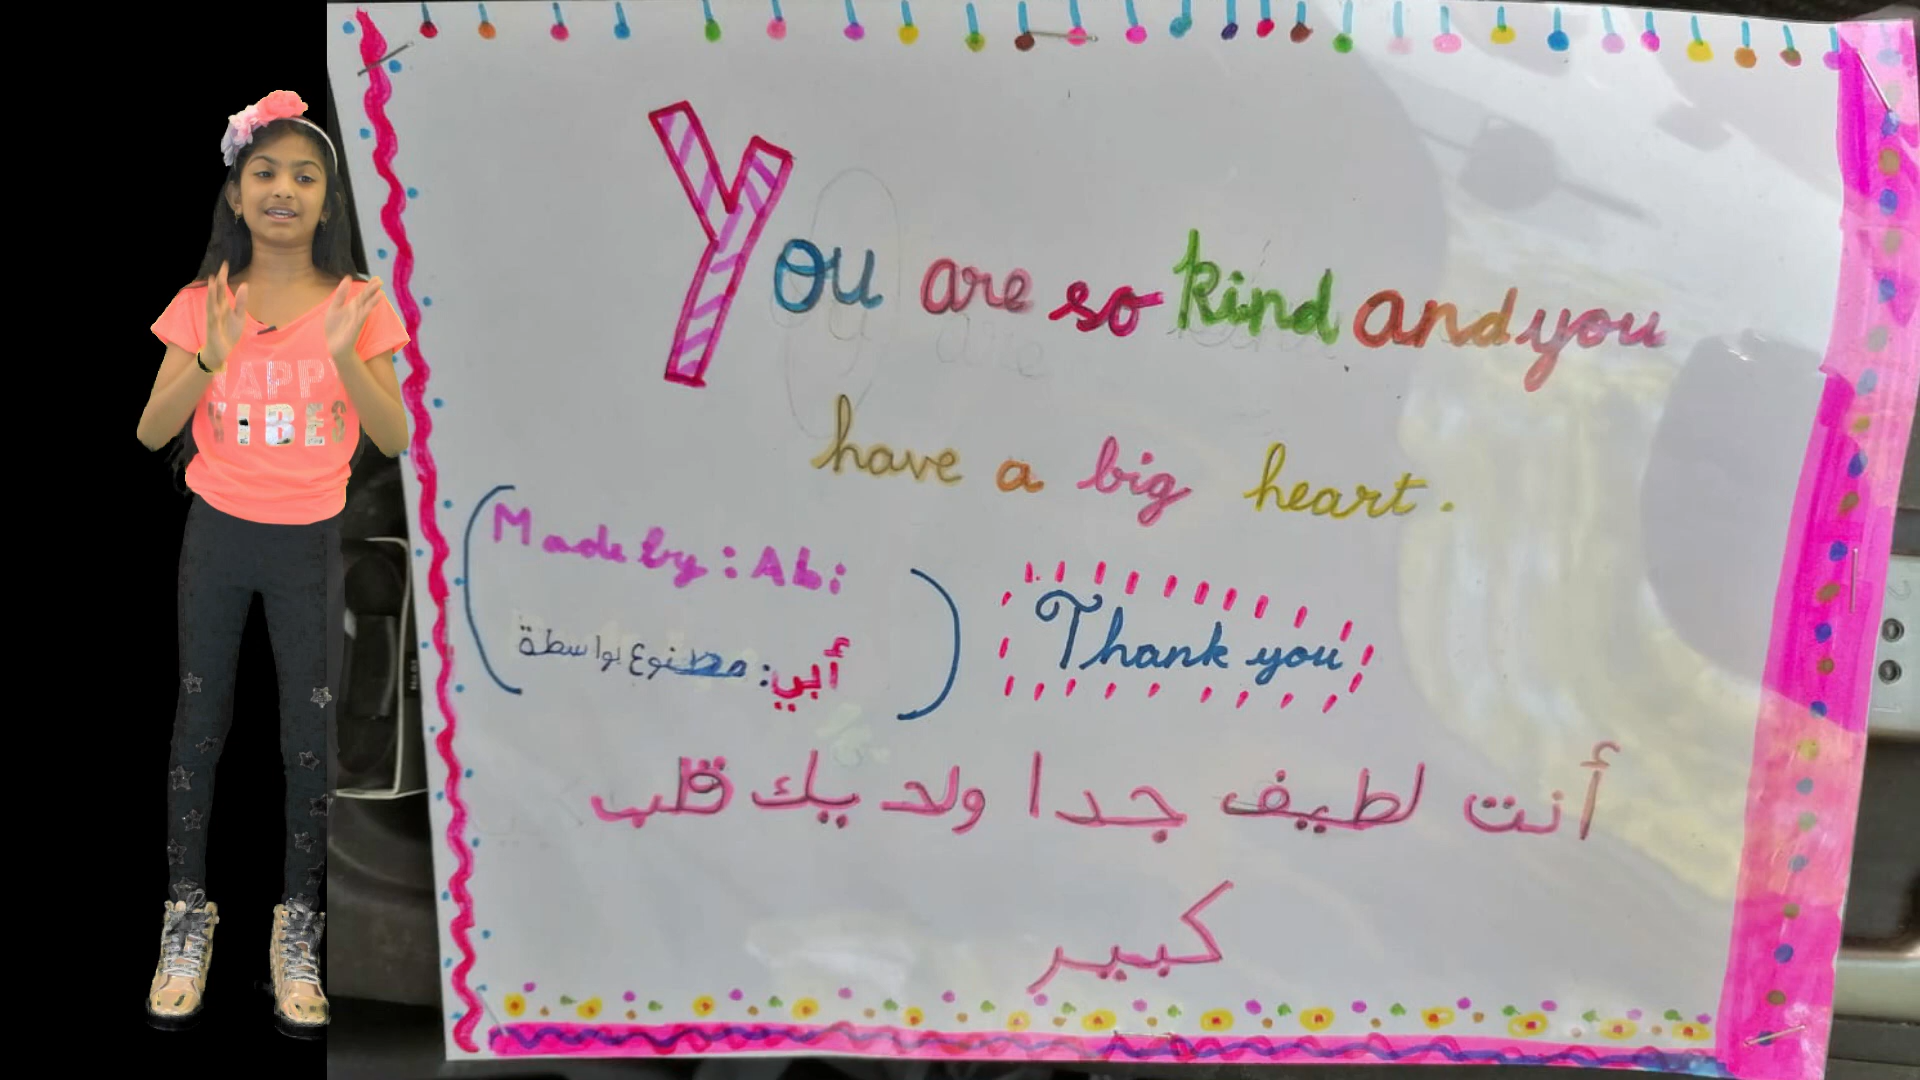 HAPPY
VIBES
You are so kind and you
have a big heart.
Made by : Abi
أبي: مصنوع بواسطة
Thank you
أنت لطيف جدا ولديك قلب
كبير